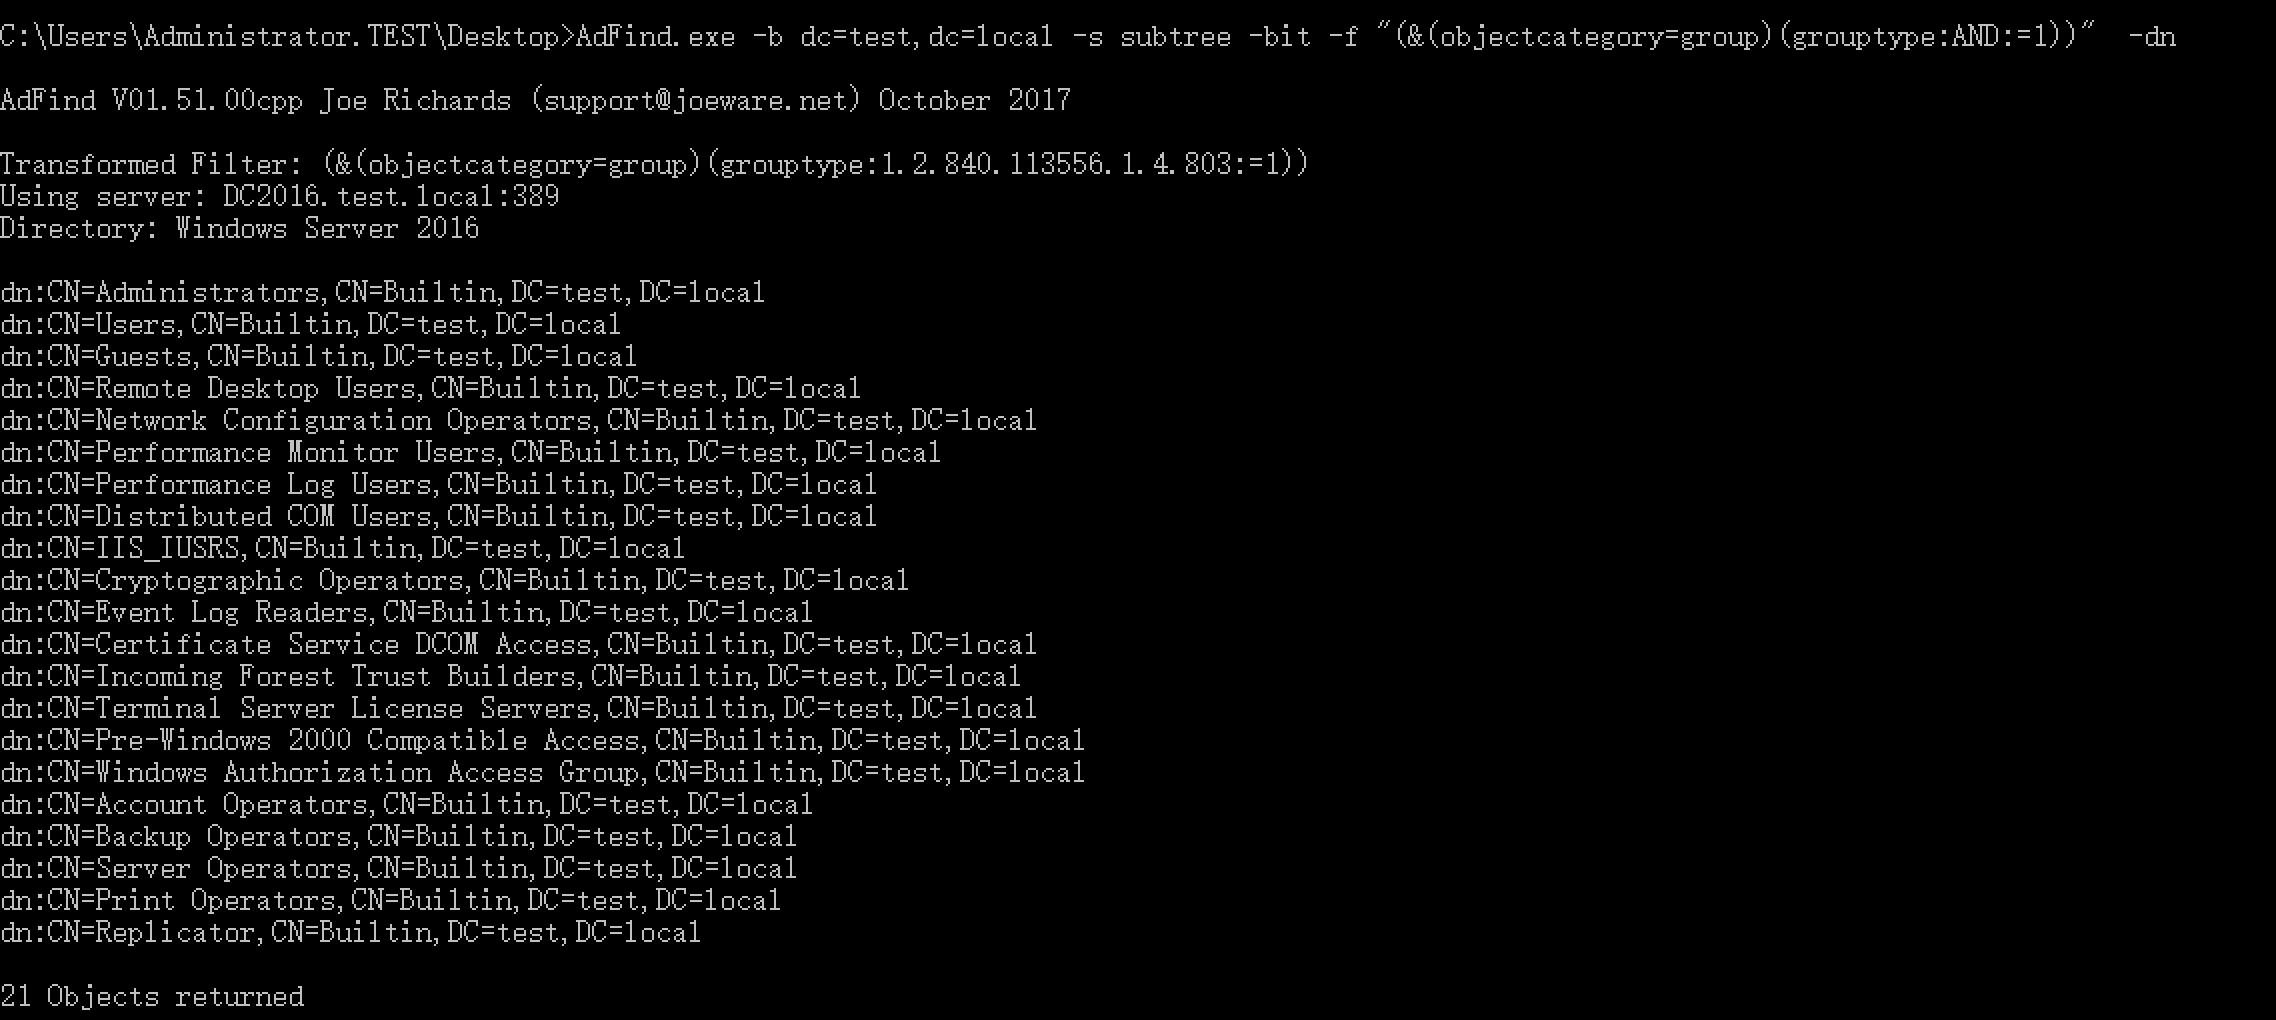 C:\Users\Administrator.TEST\Desktop>AdFind.exe -b dc=test,dc=local -s subtree -bit -f "(&(objectcategory=group)(grouptype:AND:=1))"  -dn
AdFind V01.51.00cpp Joe Richards (support@joeware.net) October 2017
Transformed Filter: (&(objectcategory=group)(grouptype:1.2.840.113556.1.4.803:=1))
Using server: DC2016.test.local:389
Directory: Windows Server 2016
dn:CN=Administrators,CN=Builtin,DC=test,DC=local
dn:CN=Users,CN=Builtin,DC=test,DC=local
dn:CN=Guests,CN=Builtin,DC=test,DC=local
dn:CN=Remote Desktop Users,CN=Builtin,DC=test,DC=local
dn:CN=Network Configuration Operators,CN=Builtin,DC=test,DC=local
dn:CN=Performance Monitor Users,CN=Builtin,DC=test,DC=local
dn:CN=Performance Log Users,CN=Builtin,DC=test,DC=local
dn:CN=Distributed COM Users,CN=Builtin,DC=test,DC=local
dn:CN=IIS_IUSRS,CN=Builtin,DC=test,DC=local
dn:CN=Cryptographic Operators,CN=Builtin,DC=test,DC=local
dn:CN=Event Log Readers,CN=Builtin,DC=test,DC=local
dn:CN=Certificate Service DCOM Access,CN=Builtin,DC=test,DC=local
dn:CN=Incoming Forest Trust Builders,CN=Builtin,DC=test,DC=local
dn:CN=Terminal Server License Servers,CN=Builtin,DC=test,DC=local
dn:CN=Pre-Windows 2000 Compatible Access,CN=Builtin,DC=test,DC=local
dn:CN=Windows Authorization Access Group,CN=Builtin,DC=test,DC=local
dn:CN=Account Operators,CN=Builtin,DC=test,DC=local
dn:CN=Backup Operators,CN=Builtin,DC=test,DC=local
dn:CN=Server Operators,CN=Builtin,DC=test,DC=local
dn:CN=Print Operators,CN=Builtin,DC=test,DC=local
dn:CN=Replicator,CN=Builtin,DC=test,DC=local
21 Objects returned